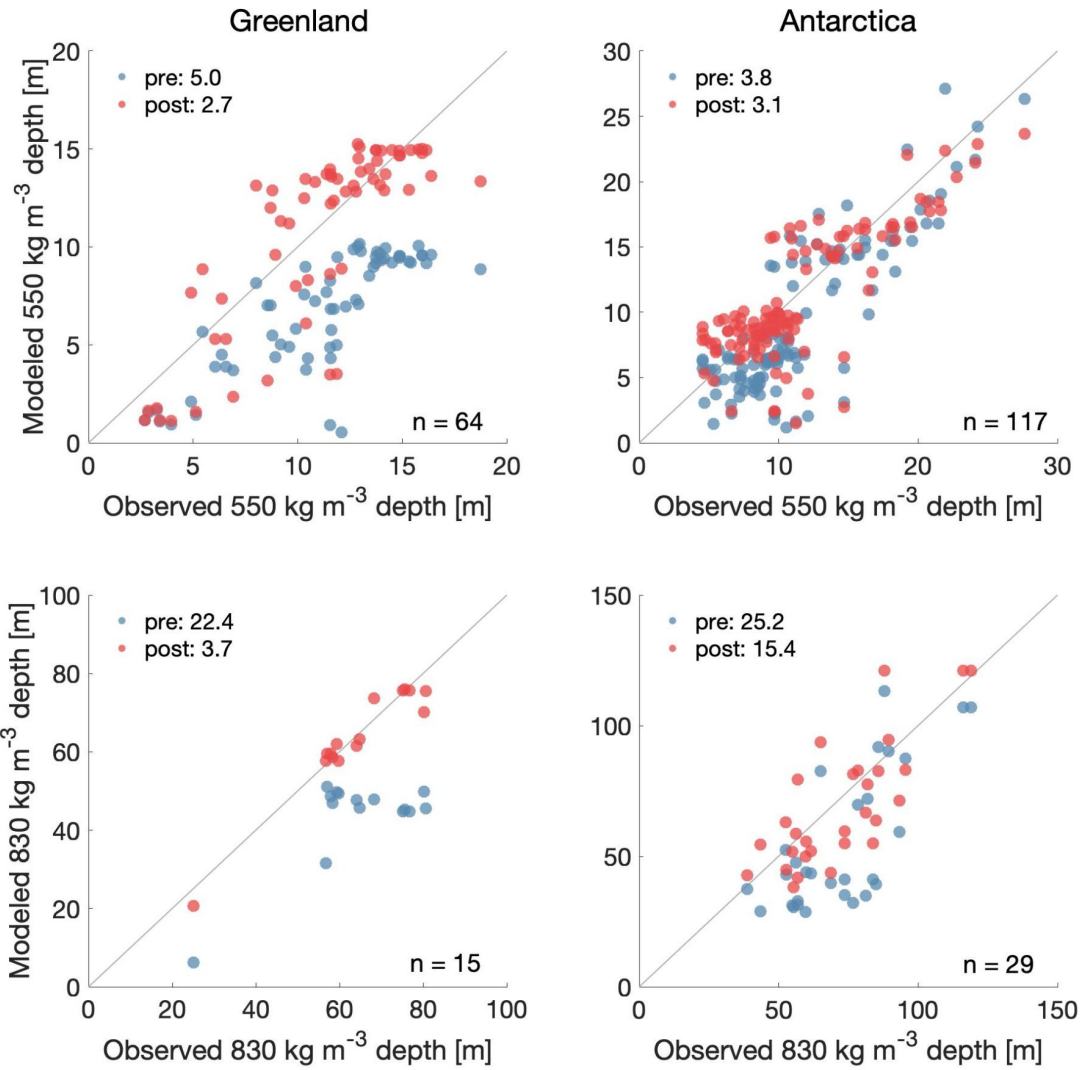 Greenland
Antarctica
20
15
10
5
0
0
5
10
15
20
pre: 5.0
post: 2.7
n = 64
Modeled 550 kg m⁻³ depth [m]
Observed 550 kg m⁻³ depth [m]
30
25
20
15
10
5
0
0
10
20
30
pre: 3.8
post: 3.1
n = 117
Observed 550 kg m⁻³ depth [m]
100
80
60
40
20
0
0
20
40
60
80
100
pre: 22.4
post: 3.7
n = 15
Modeled 830 kg m⁻³ depth [m]
Observed 830 kg m⁻³ depth [m]
150
100
50
0
0
50
100
150
pre: 25.2
post: 15.4
n = 29
Observed 830 kg m⁻³ depth [m]